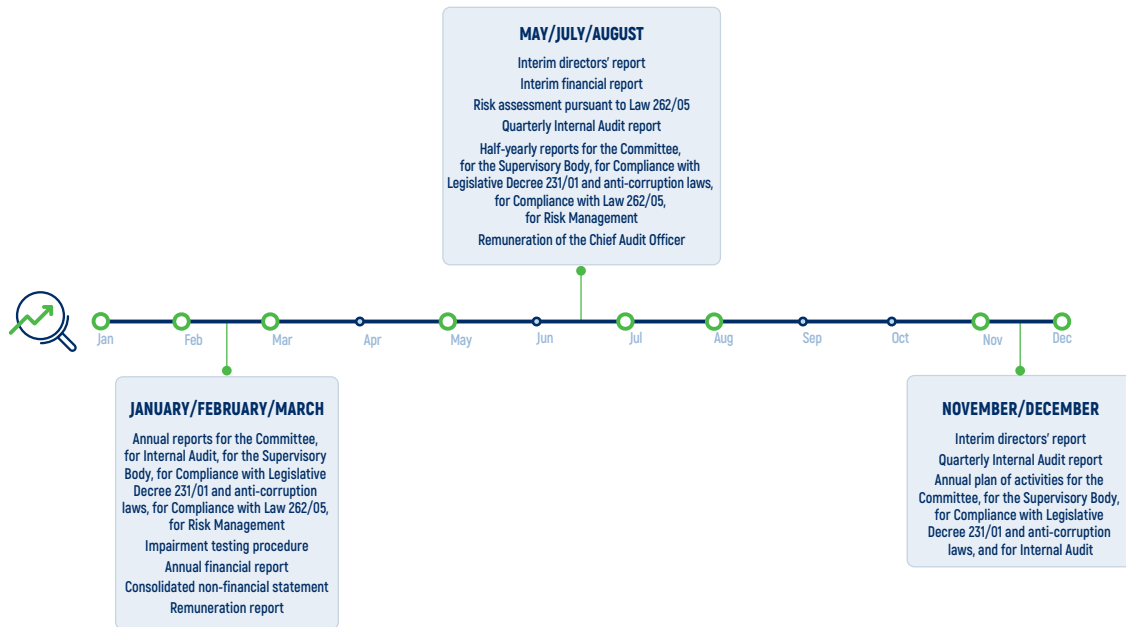 MAY/JULY/AUGUST
Interim directors' report
Interim financial report
Risk assessment pursuant to Law 262/05
Quarterly Internal Audit report
Half-yearly reports for the Committee,
for the Supervisory Body, for Compliance with
Legislative Decree 231/01 and anti-corruption laws,
for Compliance with Law 262/05,
for Risk Management
Remuneration of the Chief Audit Officer
Jan
Feb
Mar
Apr
May
Jun
Jul
Aug
Sep
Oct
Nov
Dec
JANUARY/FEBRUARY/MARCH
Annual reports for the Committee,
for Internal Audit, for the Supervisory
Body, for Compliance with Legislative
Decree 231/01 and anti-corruption
laws, for Compliance with Law 262/05,
for Risk Management
Impairment testing procedure
Annual financial report
Consolidated non-financial statement
Remuneration report
NOVEMBER/DECEMBER
Interim directors' report
Quarterly Internal Audit report
Annual plan of activities for the
Committee, for the Supervisory Body,
for Compliance with Legislative
Decree 231/01 and anti-corruption
laws, and for Internal Audit